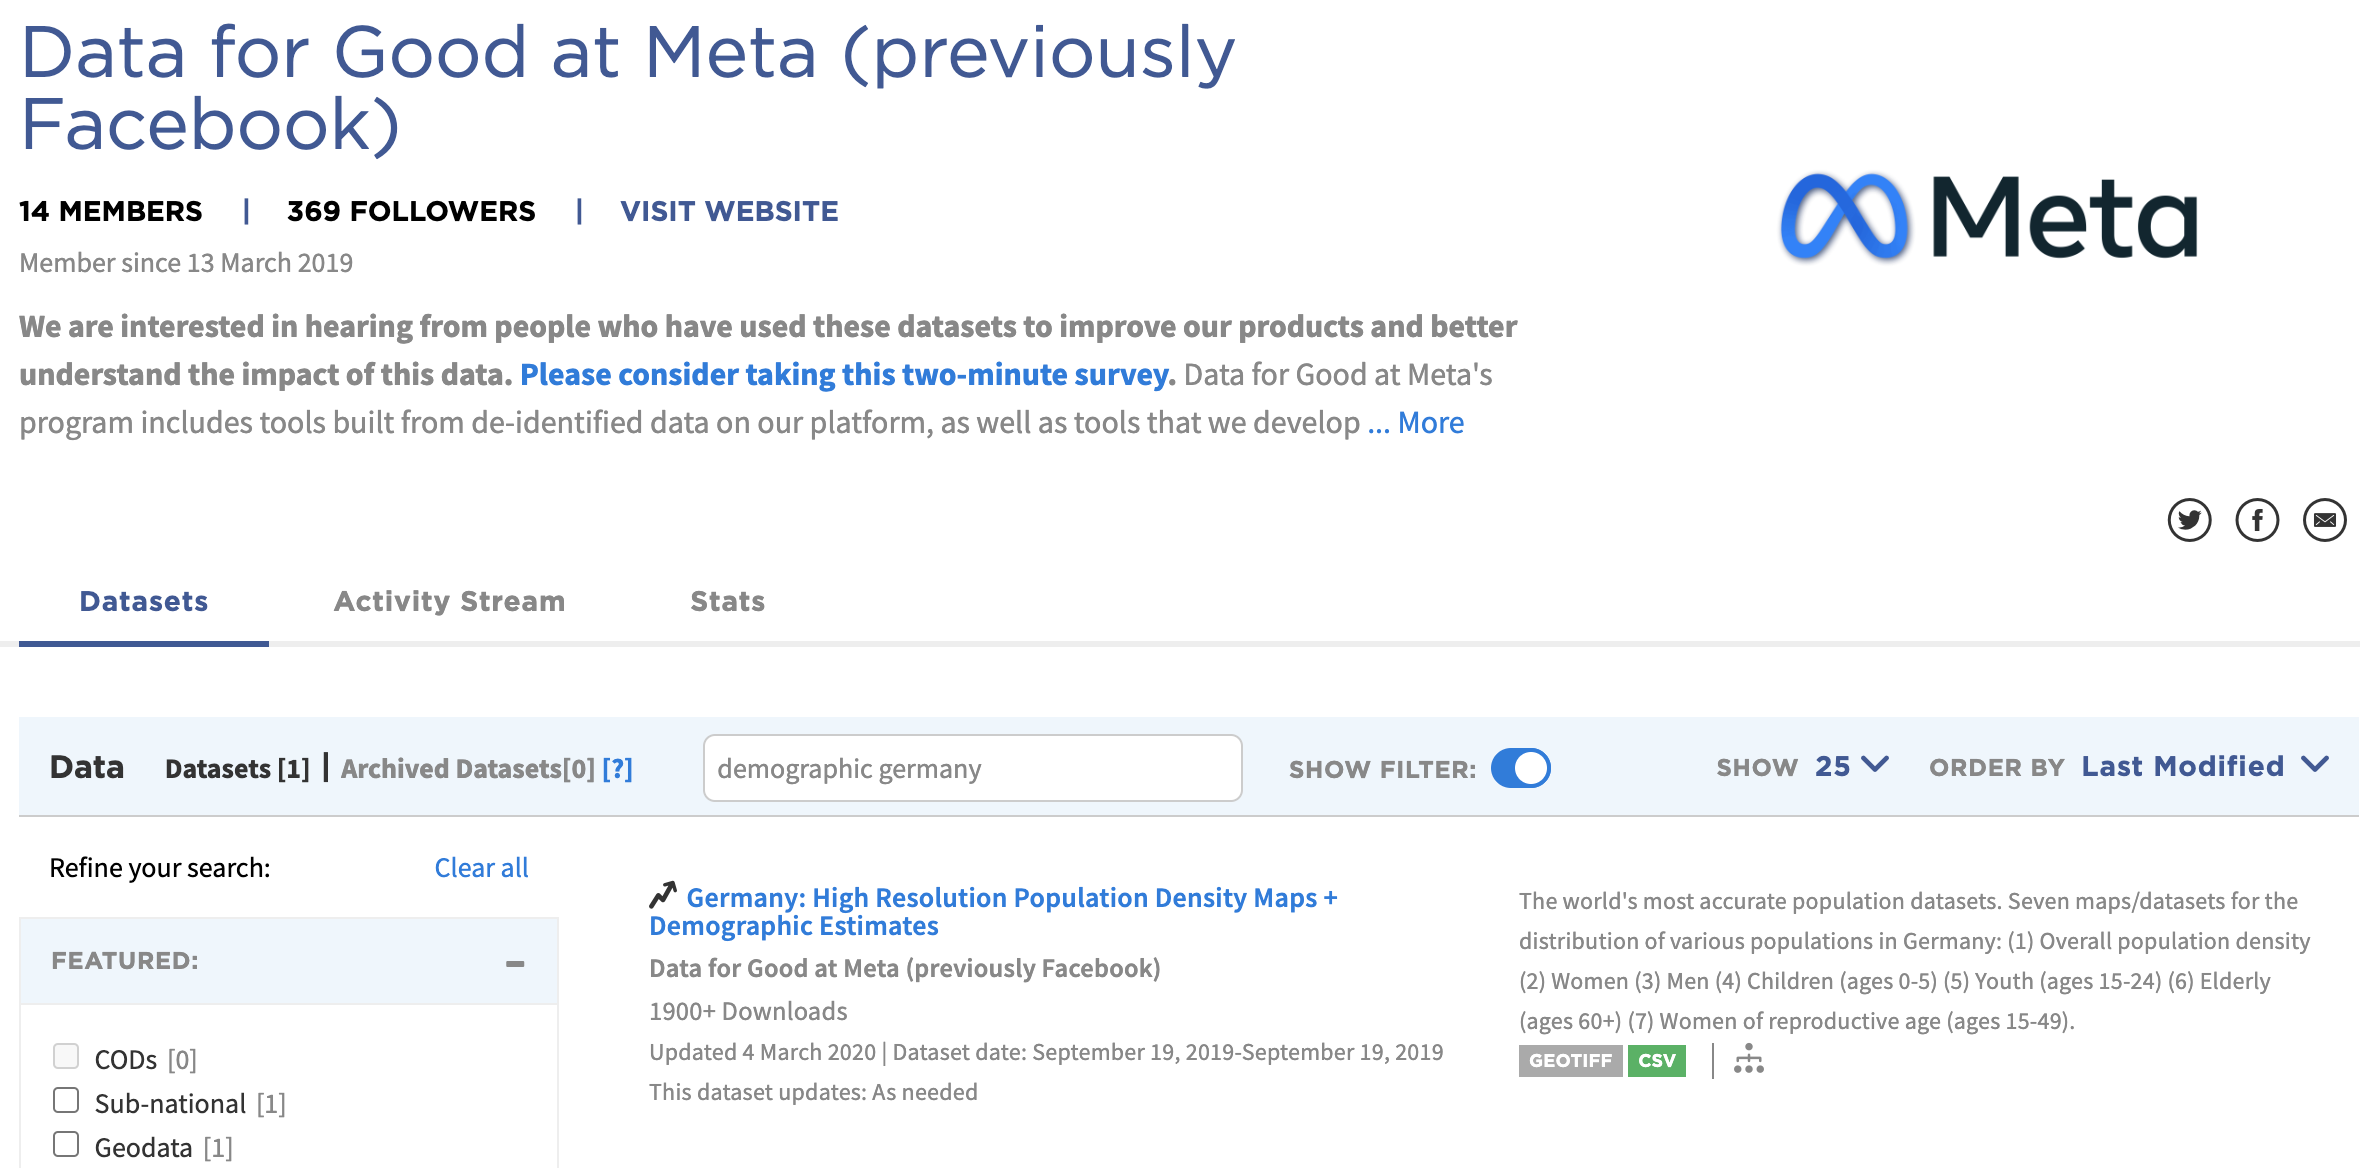 Data for Good at Meta (previously
Facebook)
14 MEMBERS | 369 FOLLOWERS | VISIT WEBSITE
Member since 13 March 2019
Meta
We are interested in hearing from people who have used these datasets to improve our products and better
understand the impact of this data. Please consider taking this two-minute survey. Data for Good at Meta's
program includes tools built from de-identified data on our platform, as well as tools that we develop ... More
Datasets Activity Stream Stats
Data Datasets [1] | Archived Datasets[0] [?] demographic germany SHOW FILTER: SHOW 25 ORDER BY Last Modified
Refine your search: Clear all
FEATURED:
CODs [0]
Sub-national [1]
Geodata [1]
Germany: High Resolution Population Density Maps +
Demographic Estimates
Data for Good at Meta (previously Facebook)
1900+ Downloads
Updated 4 March 2020 | Dataset date: September 19, 2019-September 19, 2019
This dataset updates: As needed
The world's most accurate population datasets. Seven maps/datasets for the
distribution of various populations in Germany: (1) Overall population density
(2) Women (3) Men (4) Children (ages 0-5) (5) Youth (ages 15-24) (6) Elderly
(ages 60+) (7) Women of reproductive age (ages 15-49).
GEOTIFF CSV